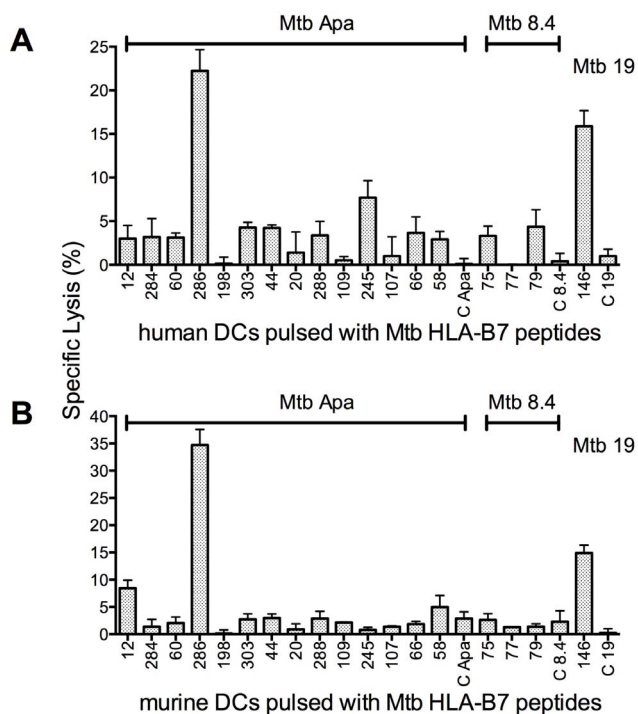 A
Mtb Apa
Mtb 8.4
Mtb 19
25
20
15
10
5
0
12 284 60 286 198 303 44 20 288 109 245 107 66 58 C Apa 75 77 79 C 8.4 146 C 19
human DCs pulsed with Mtb HLA-B7 peptides
Specific Lysis (%)
B
Mtb Apa
Mtb 8.4
Mtb 19
40
35
30
25
20
15
10
5
0
12 284 60 286 198 303 44 20 288 109 245 107 66 58 C Apa 75 77 79 C 8.4 146 C 19
murine DCs pulsed with Mtb HLA-B7 peptides